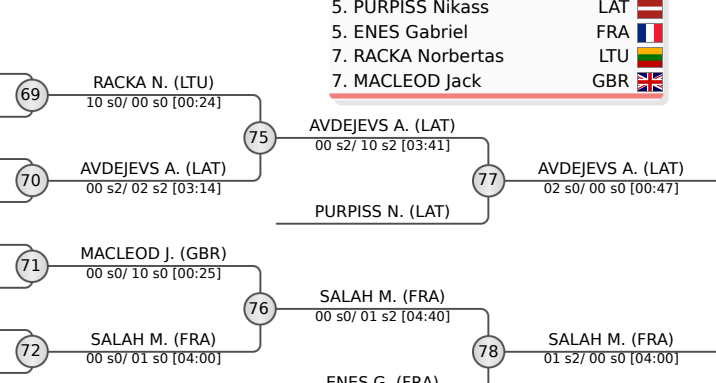 5. PURPISS Nikass LAT
5. ENES Gabriel FRA
7. RACKA Norbertas LTU
7. MACLEOD Jack GBR
69
RACKA N. (LTU)
10 s0/ 00 s0 [00:24]
75
AVDEJEVS A. (LAT)
00 s2/ 10 s2 [03:41]
70
AVDEJEVS A. (LAT)
00 s2/ 02 s2 [03:14]
77
AVDEJEVS A. (LAT)
02 s0/ 00 s0 [00:47]
PURPISS N. (LAT)
71
MACLEOD J. (GBR)
00 s0/ 10 s0 [00:25]
76
SALAH M. (FRA)
00 s0/ 01 s2 [04:40]
72
SALAH M. (FRA)
00 s0/ 01 s0 [04:00]
78
SALAH M. (FRA)
01 s2/ 00 s0 [04:00]
ENES G. (FRA)